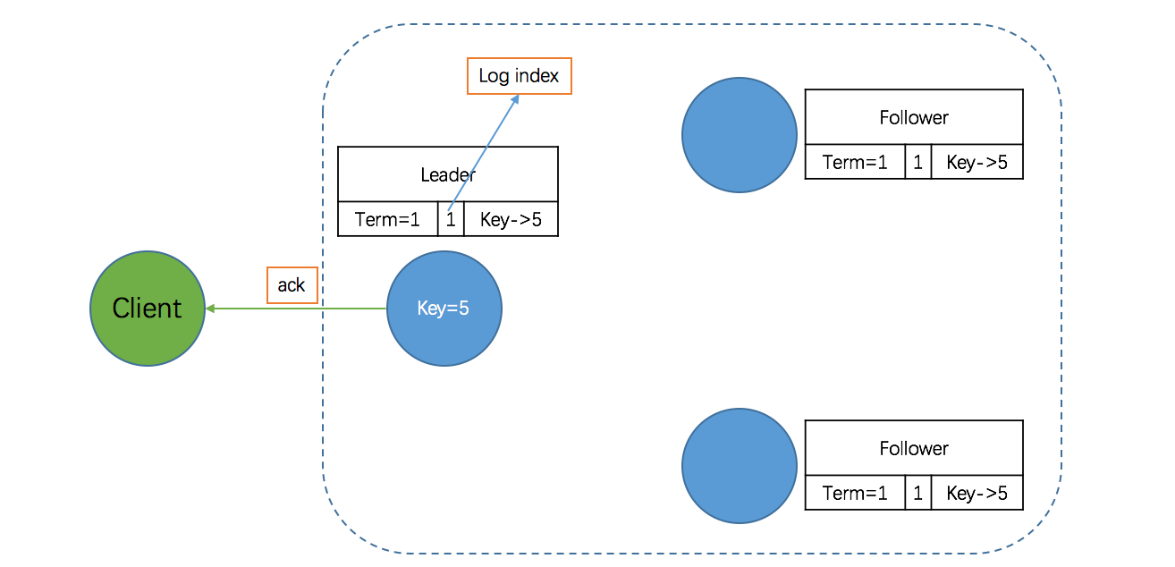 Log index
Leader
Term=1 1 Key->5
Follower
Term=1 1 Key->5
Client
ack
Key=5
Follower
Term=1 1 Key->5